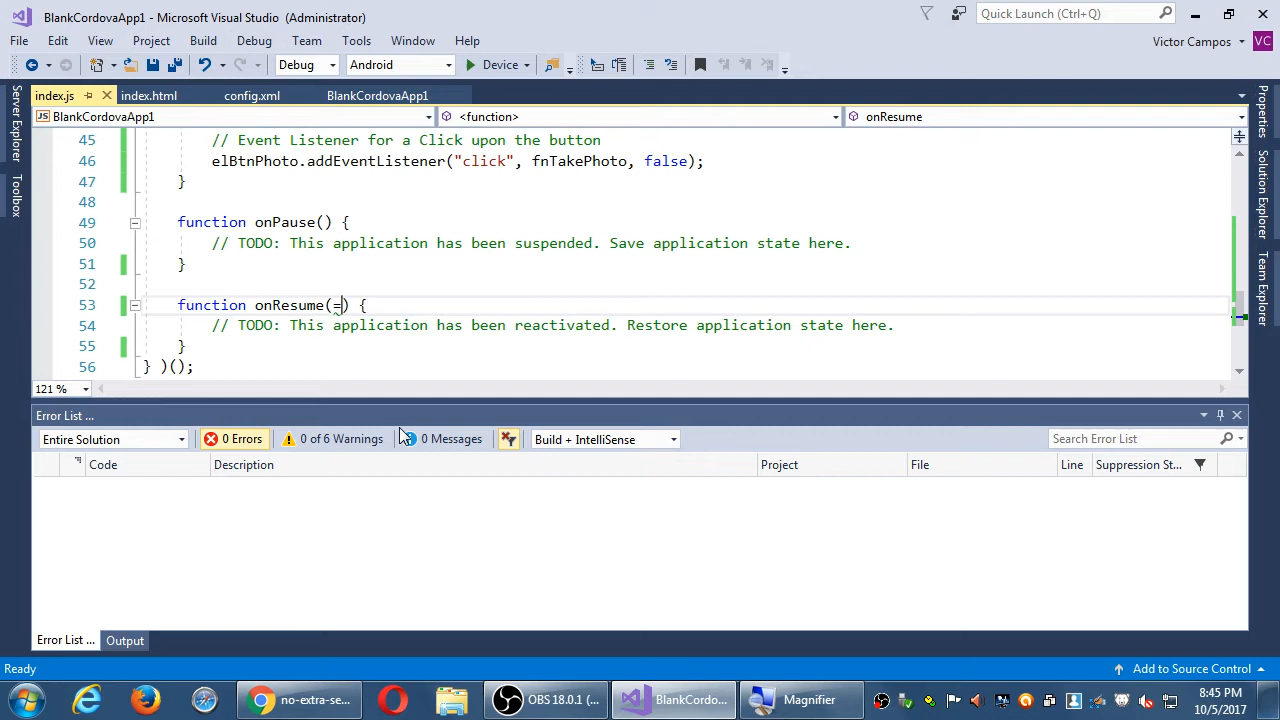 BlankCordovaApp1 - Microsoft Visual Studio (Administrator)
Quick Launch (Ctrl+Q)
File Edit View Project Build Debug Team Tools Window Help
Victor Campos VC
Debug Android Device
index.js index.html config.xml BlankCordovaApp1
JS BlankCordovaApp1 <function> onResume
Server Explorer
Toolbox
Properties
Solution Explorer
Team Explorer
45 // Event Listener for a Click upon the button
46 elBtnPhoto.addEventListener("click", fnTakePhoto, false);
47 }
48
49 function onPause() {
50 // TODO: This application has been suspended. Save application state here.
51 }
52
53 function onResume(=) {
54 // TODO: This application has been reactivated. Restore application state here.
55 }
56 } )();
121 %
Error List ...
Entire Solution 0 Errors 0 of 6 Warnings 0 Messages Build + IntelliSense Search Error List
Code Description Project File Line Suppression St...
Error List ... Output
Ready Add to Source Control
no-extra-se... OBS 18.0.1 (... BlankCordo... Magnifier
8:45 PM
10/5/2017